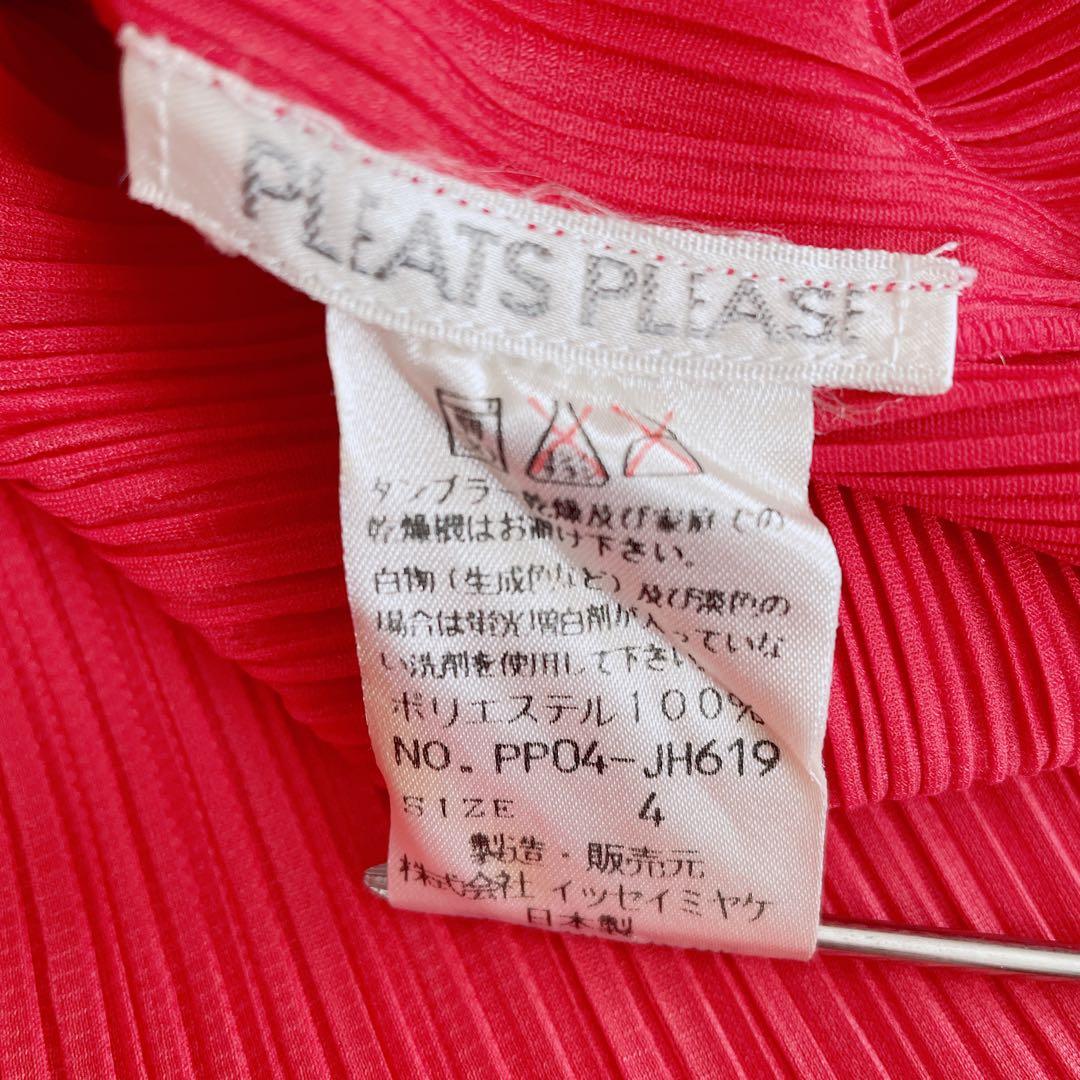 PLEATS PLEASE
タンブラー乾燥及び家庭での
乾燥機はお避け下さい。
白物(生成的など)及び淡色の
場合は蛍光増白剤が入っていな
い洗剤を使用して下さい。
ポリエステル100%
NO. PP04-JH619
SIZE 4
製造・販売元
株式会社イッセイミヤケ
日本製